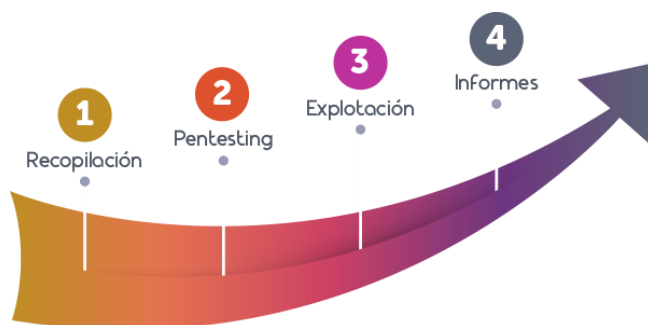 1
Recopilación
2
Pentesting
3
Explotación
4
Informes